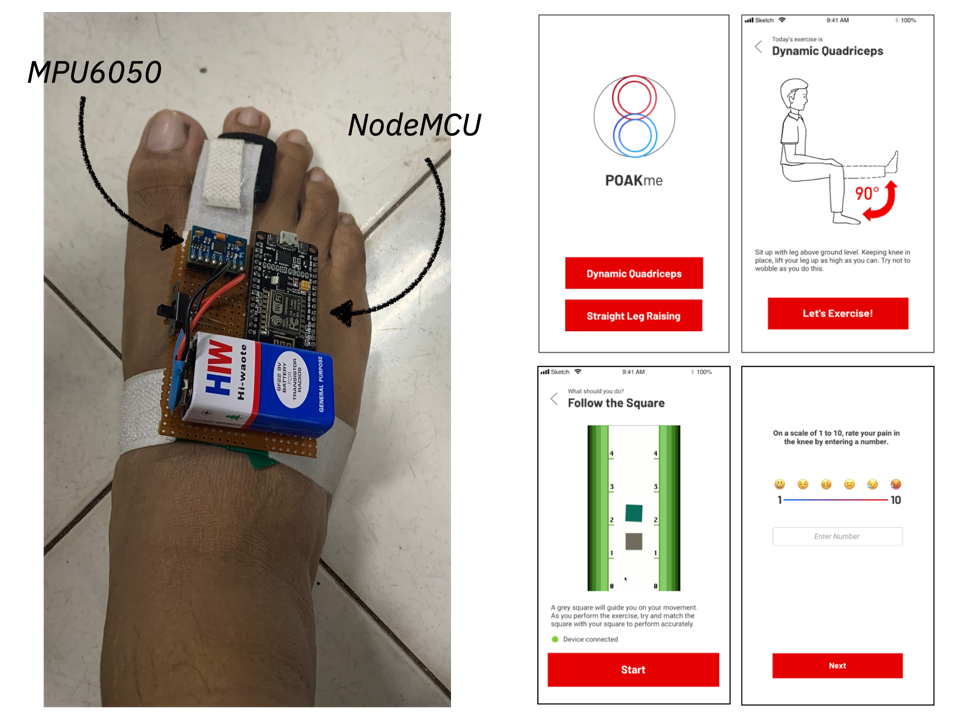 MPU6050
NodeMCU
HIW
Hi-waote
6F22 9V
BATTERY
FOR
TRANSISTOR
RADIOS
GENERAL PURPOSE
WiFi
POAKme
Dynamic Quadriceps
Straight Leg Raising
Sketch 9:41 AM 100%
Today's exercise is
Dynamic Quadriceps
90°
Sit up with leg above ground level. Keeping knee in
place, lift your leg up as high as you can. Try not to
wobble as you do this.
Let's Exercise!
Sketch 9:41 AM 100%
What should you do?
Follow the Square
4 4
3 3
2 2
1 1
0 0
A grey square will guide you on your movement.
As you perform the exercise, try and match the
square with your square to perform accurately.
Device connected
Start
On a scale of 1 to 10, rate your pain in
the knee by entering a number.
1 10
Enter Number
Next